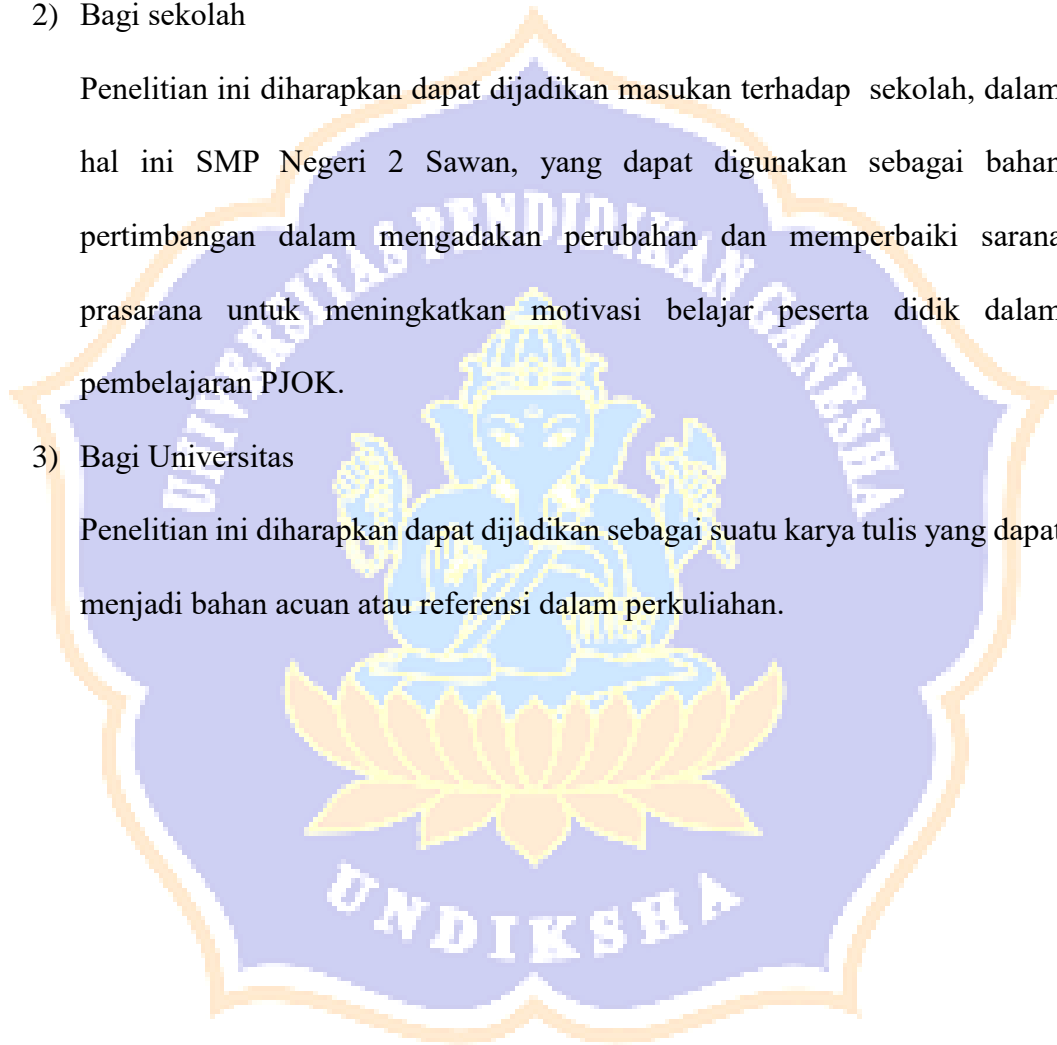 2) Bagi sekolah
Penelitian ini diharapkan dapat dijadikan masukan terhadap sekolah, dalam
hal ini SMP Negeri 2 Sawan, yang dapat digunakan sebagai bahan
pertimbangan dalam mengadakan perubahan dan memperbaiki sarana
prasarana untuk meningkatkan motivasi belajar peserta didik dalam
pembelajaran PJOK.
3) Bagi Universitas
Penelitian ini diharapkan dapat dijadikan sebagai suatu karya tulis yang dapat
menjadi bahan acuan atau referensi dalam perkuliahan.
UNIVERSITAS PENDIDIKAN GANESHA
UNDIKSHA